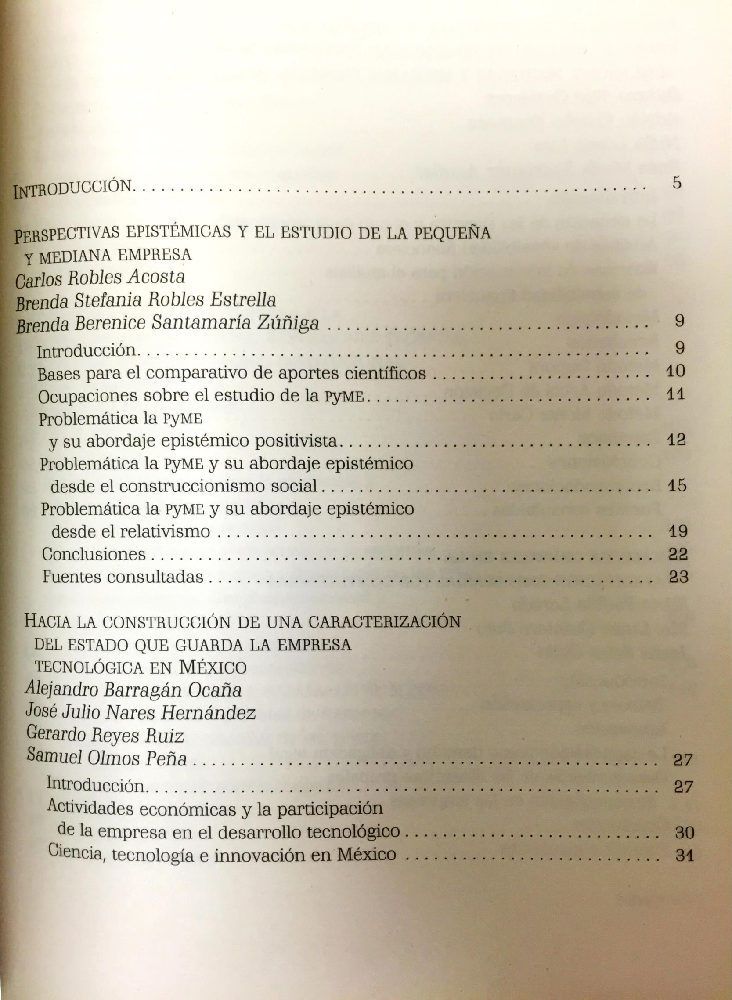 INTRODUCCIÓN. . . . . . . . . . . . . . . . . . . . . . . . . . . . . . . . . . . . . . . . . . . . . . . . . . . . . . 5
PERSPECTIVAS EPISTÉMICAS Y EL ESTUDIO DE LA PEQUEÑA
Y MEDIANA EMPRESA
Carlos Robles Acosta
Brenda Stefania Robles Estrella
Brenda Berenice Santamaría Zúñiga . . . . . . . . . . . . . . . . . . . . . . . . . . . . . . . . . . 9
Introducción. . . . . . . . . . . . . . . . . . . . . . . . . . . . . . . . . . . . . . . . . . . . . . . . . . . . . . 9
Bases para el comparativo de aportes científicos . . . . . . . . . . . . . . . . . . . . . . . 10
Ocupaciones sobre el estudio de la PyME. . . . . . . . . . . . . . . . . . . . . . . . . . . . . . 11
Problemática la PyME
y su abordaje epistémico positivista. . . . . . . . . . . . . . . . . . . . . . . . . . . . . . . . . 12
Problemática la PyME y su abordaje epistémico
desde el construccionismo social . . . . . . . . . . . . . . . . . . . . . . . . . . . . . . . . . . . 15
Problemática la PyME y su abordaje epistémico
desde el relativismo . . . . . . . . . . . . . . . . . . . . . . . . . . . . . . . . . . . . . . . . . . . . . . 19
Conclusiones . . . . . . . . . . . . . . . . . . . . . . . . . . . . . . . . . . . . . . . . . . . . . . . . . . . . . 22
Fuentes consultadas . . . . . . . . . . . . . . . . . . . . . . . . . . . . . . . . . . . . . . . . . . . . . . . 23
HACIA LA CONSTRUCCIÓN DE UNA CARACTERIZACIÓN
DEL ESTADO QUE GUARDA LA EMPRESA
TECNOLÓGICA EN MÉXICO
Alejandro Barragán Ocaña
José Julio Nares Hernández
Gerardo Reyes Ruiz
Samuel Olmos Peña . . . . . . . . . . . . . . . . . . . . . . . . . . . . . . . . . . . . . . . . . . . . . . . . . 27
Introducción. . . . . . . . . . . . . . . . . . . . . . . . . . . . . . . . . . . . . . . . . . . . . . . . . . . . . . 27
Actividades económicas y la participación
de la empresa en el desarrollo tecnológico . . . . . . . . . . . . . . . . . . . . . . . . . . . 30
Ciencia, tecnología e innovación en México . . . . . . . . . . . . . . . . . . . . . . . . . . . 31